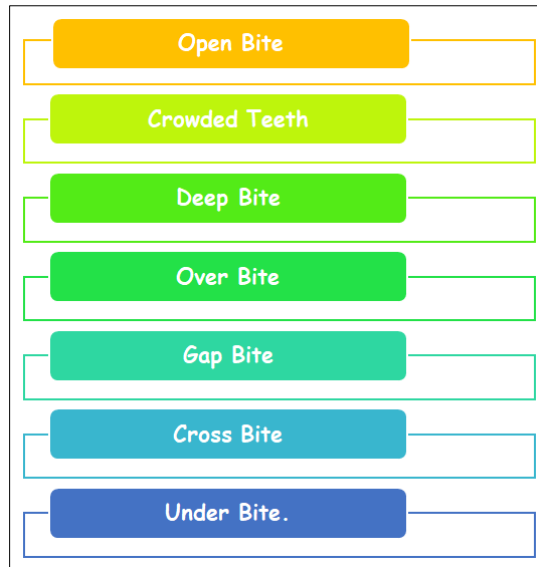 Open Bite
Crowded Teeth
Deep Bite
Over Bite
Gap Bite
Cross Bite
Under Bite.